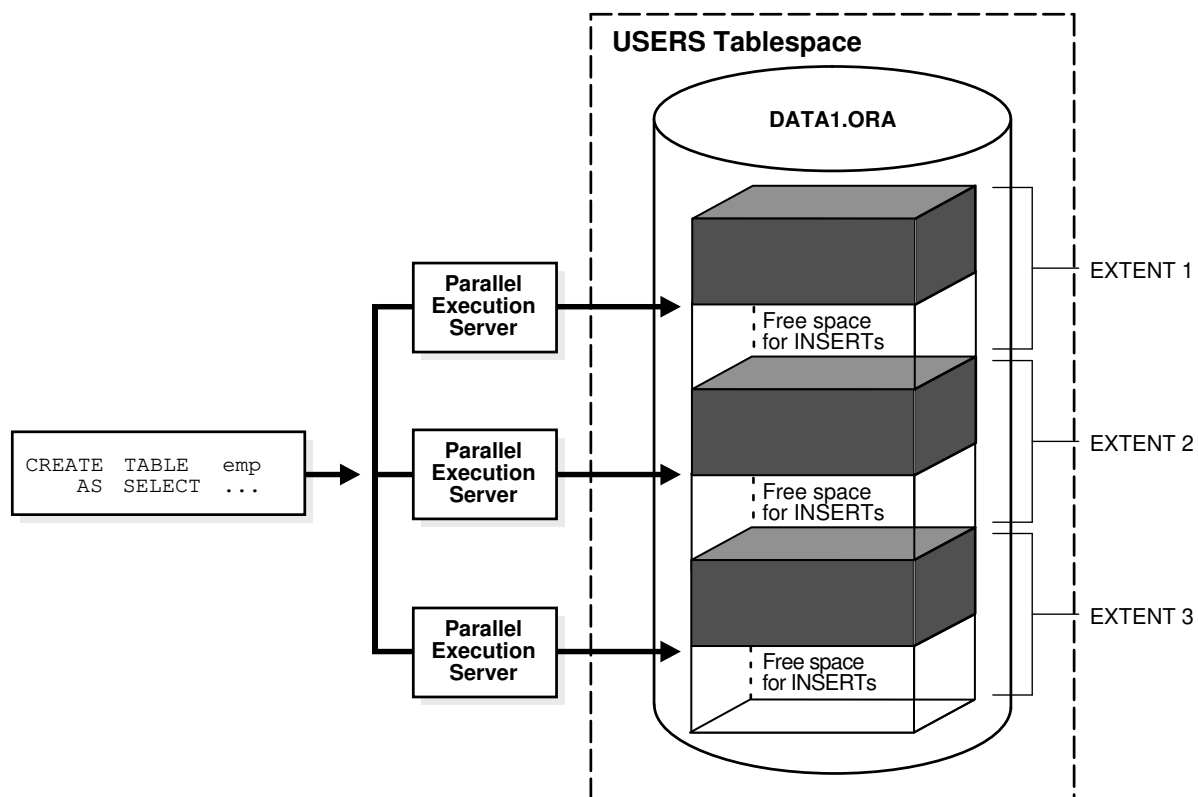 USERS Tablespace
DATA1.ORA
EXTENT 1
Parallel
Execution
Server
Free space
for INSERTs
EXTENT 2
CREATE TABLE emp
AS SELECT ...
Parallel
Execution
Server
Free space
for INSERTs
EXTENT 3
Parallel
Execution
Server
Free space
for INSERTs